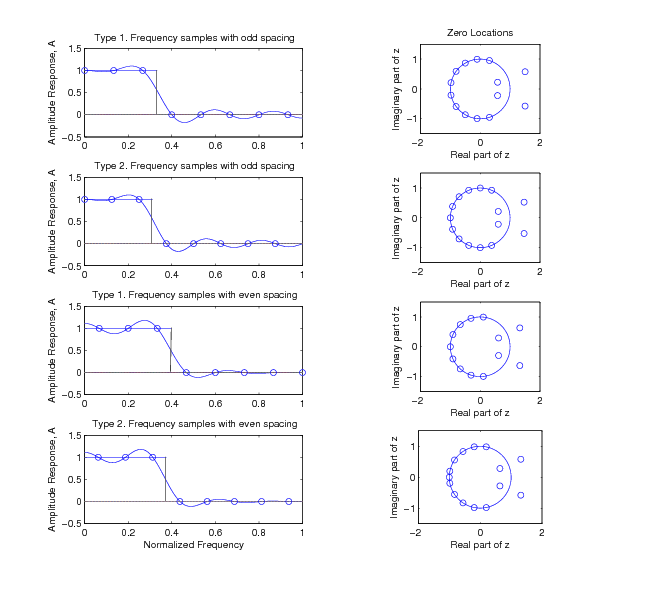 Type 1. Frequency samples with odd spacing
Amplitude Response, A
1.5
1
0.5
0
−0.5
0 0.2 0.4 0.6 0.8 1
Zero Locations
Imaginary part of z
1
0
−1
−2 0 2
Real part of z
Type 2. Frequency samples with odd spacing
Amplitude Response, A
1.5
1
0.5
0
−0.5
0 0.2 0.4 0.6 0.8 1
Imaginary part of z
1
0
−1
−2 0 2
Real part of z
Type 1. Frequency samples with even spacing
Amplitude Response, A
1.5
1
0.5
0
−0.5
0 0.2 0.4 0.6 0.8 1
Imaginary part of z
1
0
−1
−2 0 2
Real part of z
Type 2. Frequency samples with even spacing
Amplitude Response, A
1.5
1
0.5
0
−0.5
0 0.2 0.4 0.6 0.8 1
Normalized Frequency
Imaginary part of z
1
0
−1
−2 0 2
Real part of z